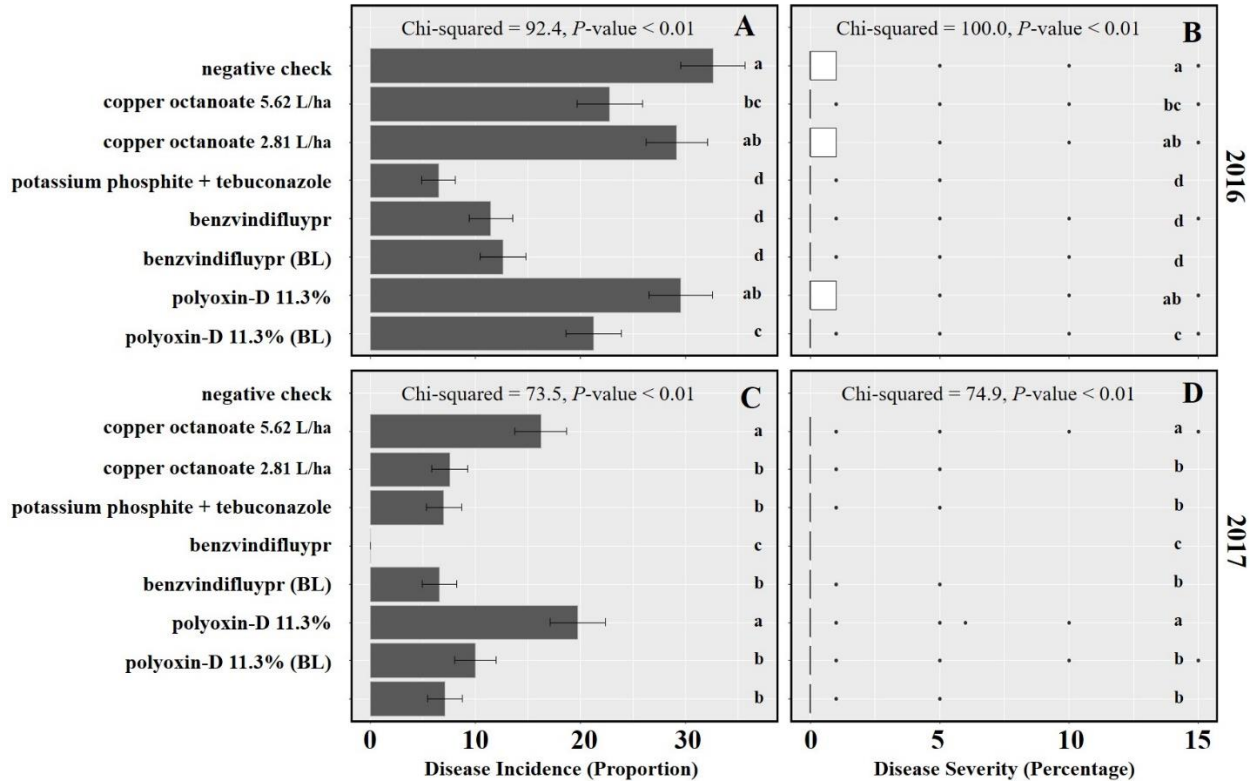 Chi-squared = 92.4, P-value < 0.01 A
Chi-squared = 100.0, P-value < 0.01 B
negative check a a
copper octanoate 5.62 L/ha bc bc
copper octanoate 2.81 L/ha ab ab
potassium phosphite + tebuconazole d d
benzvindifluypr d d
benzvindifluypr (BL) d d
polyoxin-D 11.3% ab ab
polyoxin-D 11.3% (BL) c c
2016
Chi-squared = 73.5, P-value < 0.01 C
Chi-squared = 74.9, P-value < 0.01 D
negative check
copper octanoate 5.62 L/ha a a
copper octanoate 2.81 L/ha b b
potassium phosphite + tebuconazole b b
benzvindifluypr c c
benzvindifluypr (BL) b b
polyoxin-D 11.3% a a
polyoxin-D 11.3% (BL) b b
b b
2017
0 10 20 30
0 5 10 15
Disease Incidence (Proportion)
Disease Severity (Percentage)